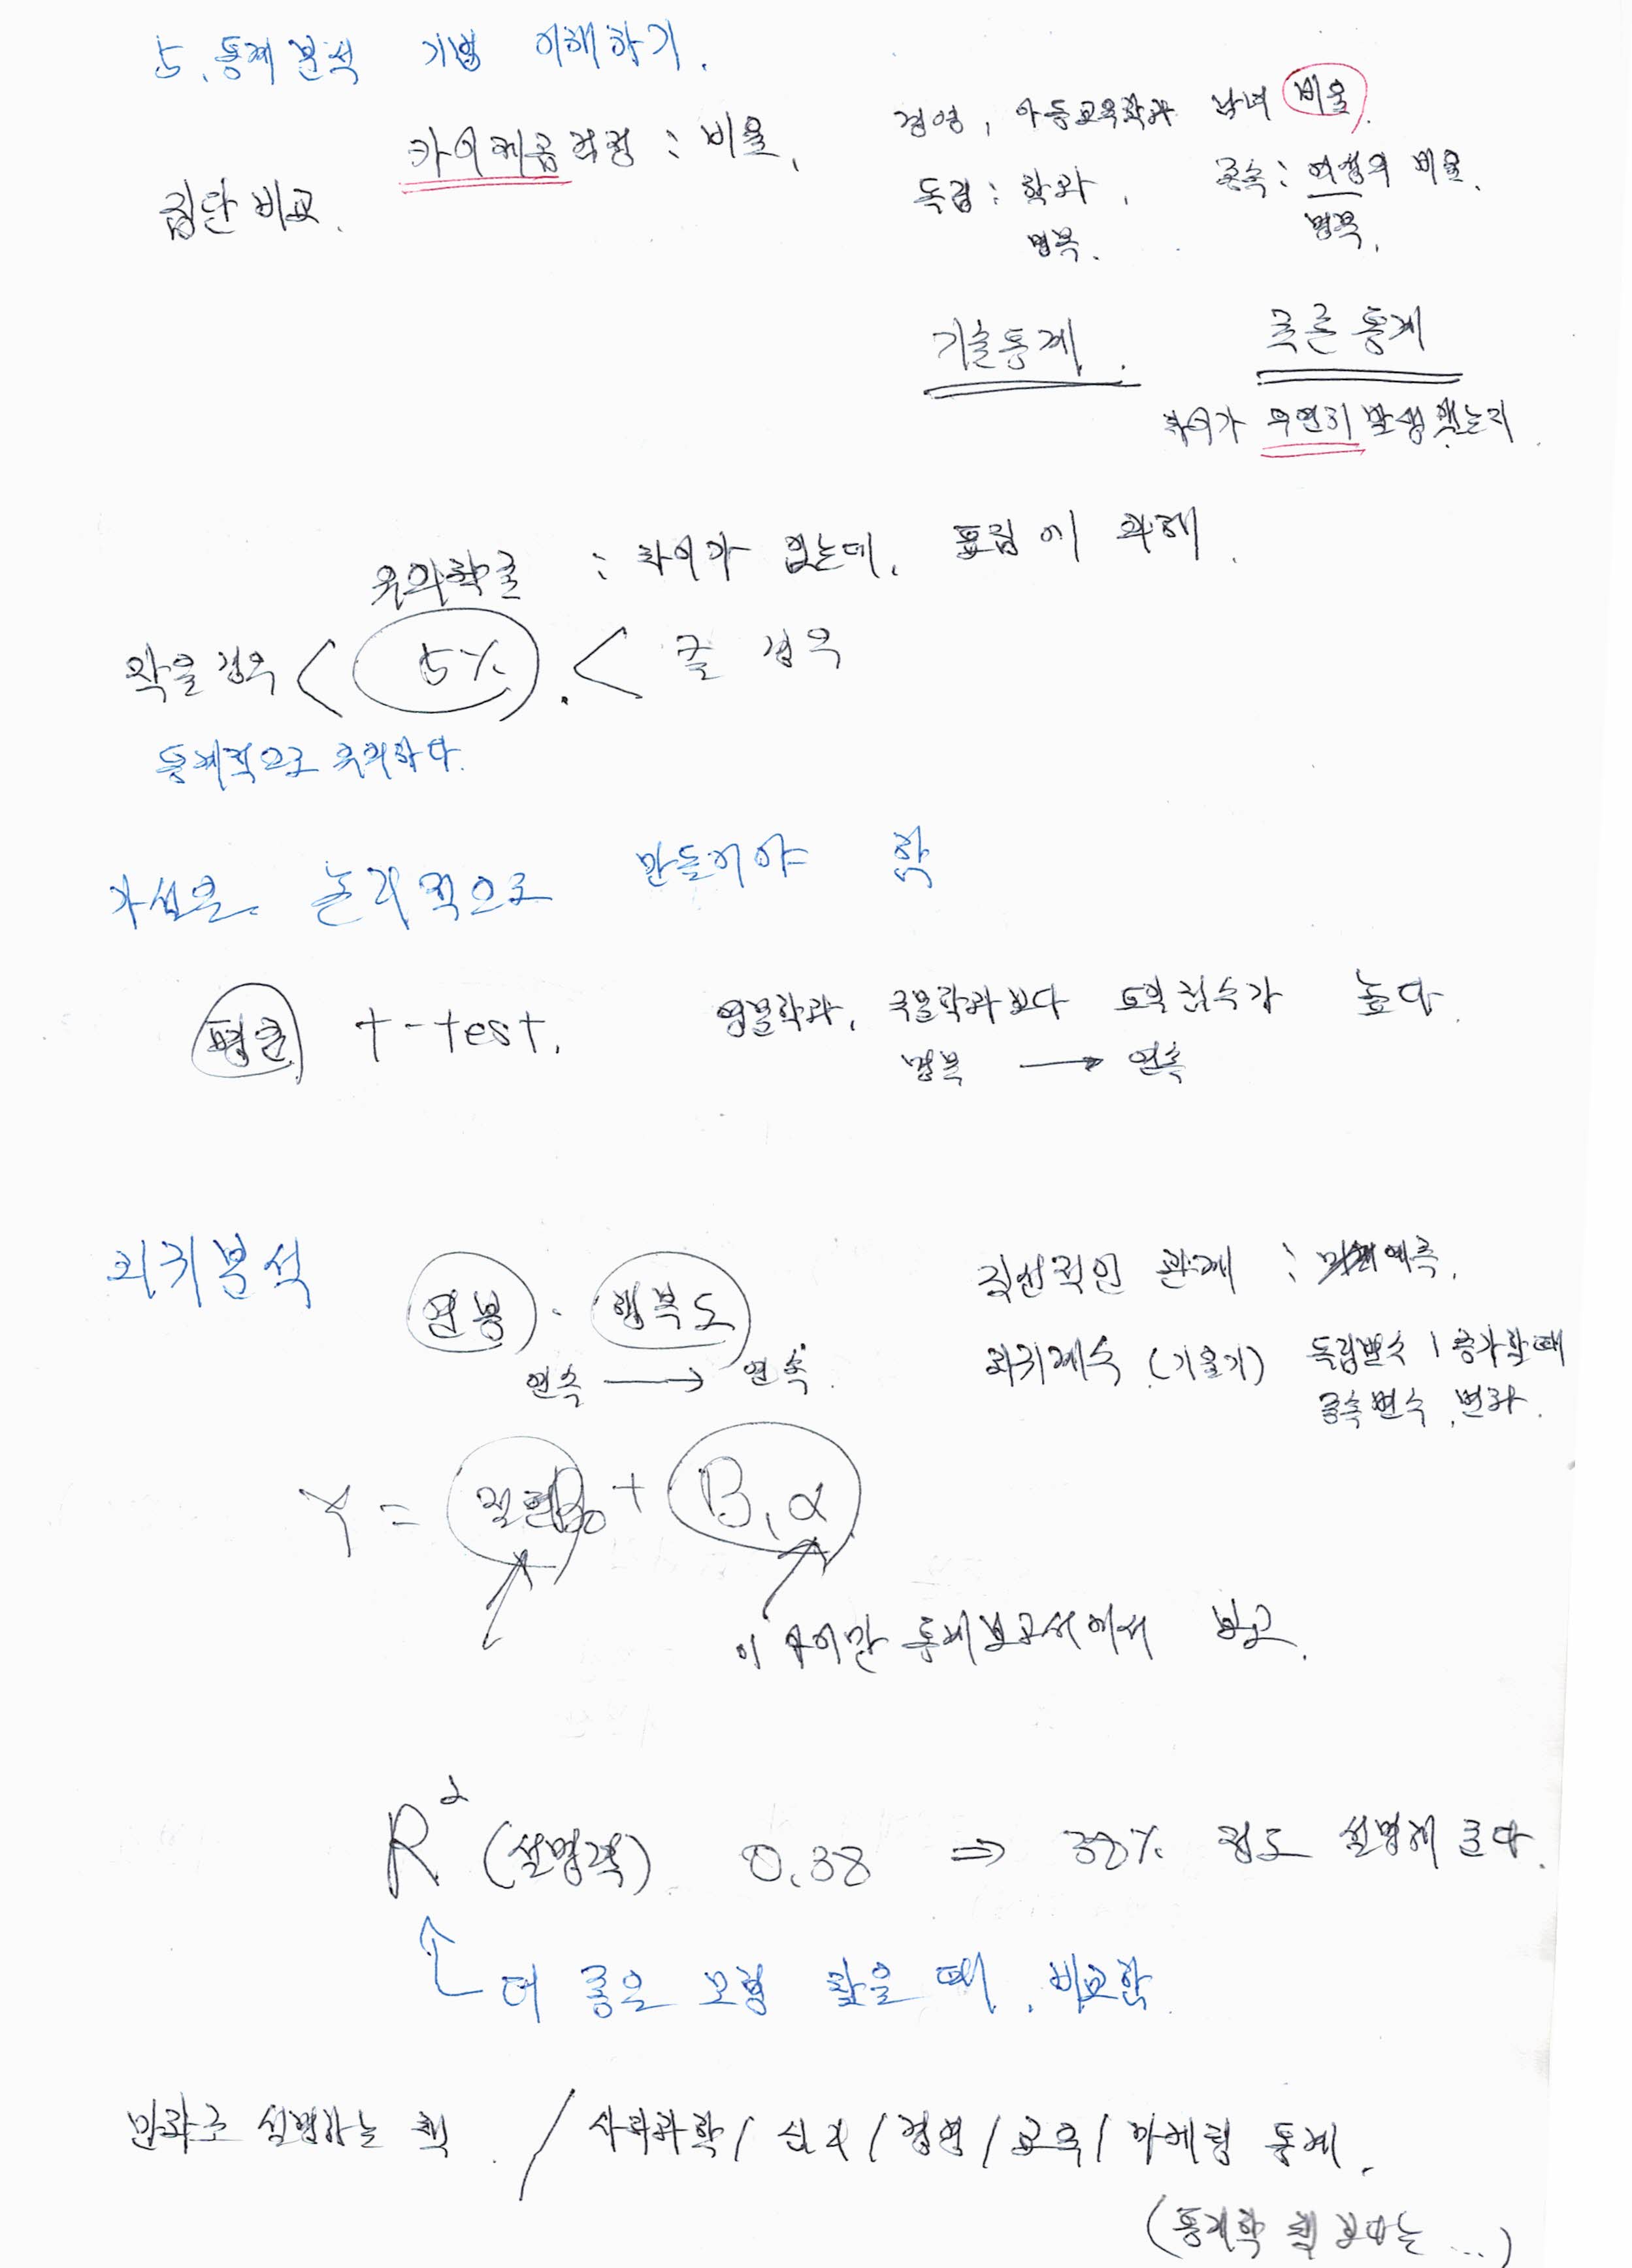 5. 통계분석 기법 이해하기.
카이제곱검정 : 비율.
집단비교.
경영, 아동교육학과 남녀 비율.
독립 : 학과,
명목.
종속 : 여성의 비율.
명목.
기술통계.
추론통계
차이가 우연히 발생했는지.
유의확률 : 차이가 없는데, 표집이
작을 경우 < 5% . < 클 경우
통계적으로 유의하다.
가설은 논리적으로 만들어야 함
평균 t-test.
영문학과, 국문학과보다 토익점수가 높다.
명목 → 연속
회귀분석
연봉 · 행복도
연속 → 연속.
직선적인 관계 : 예측.
회귀계수 (기울기) 독립변수 1 증가할때
종속변수 변화.
Y = 절편B₀ + B₁x
이 만 통계보고서에서 보고.
R² (설명력) 0.38 ⇒ 38% 정도 설명해 준다.
더 좋은 모형 찾을 때, 비교함.
만화로 설명하는 책. / 사회과학 / 심리 / 경영 / 교육 / 마케팅 통계.
(통계학 책 보다는 ...)